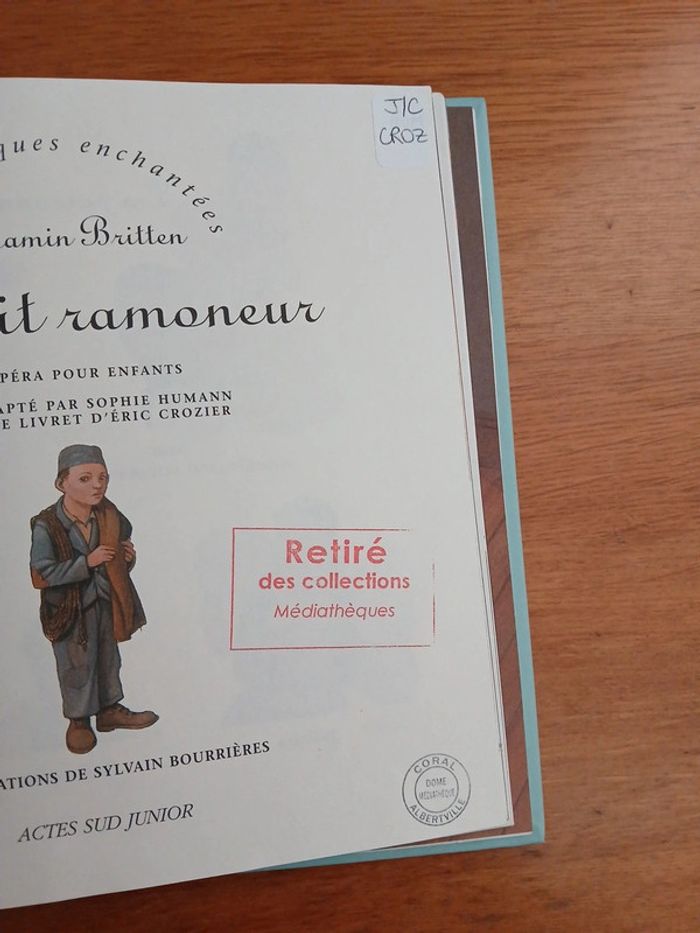 J/C
CROZ
ques enchantées
amin Britten
it ramoneur
PÉRA POUR ENFANTS
APTÉ PAR SOPHIE HUMANN
E LIVRET D'ÉRIC CROZIER
Retiré
des collections
Médiathèques
ATIONS DE SYLVAIN BOURRIÈRES
ACTES SUD JUNIOR
CORAL
DOME
MÉDIATHÈQUE
ALBERTVILLE